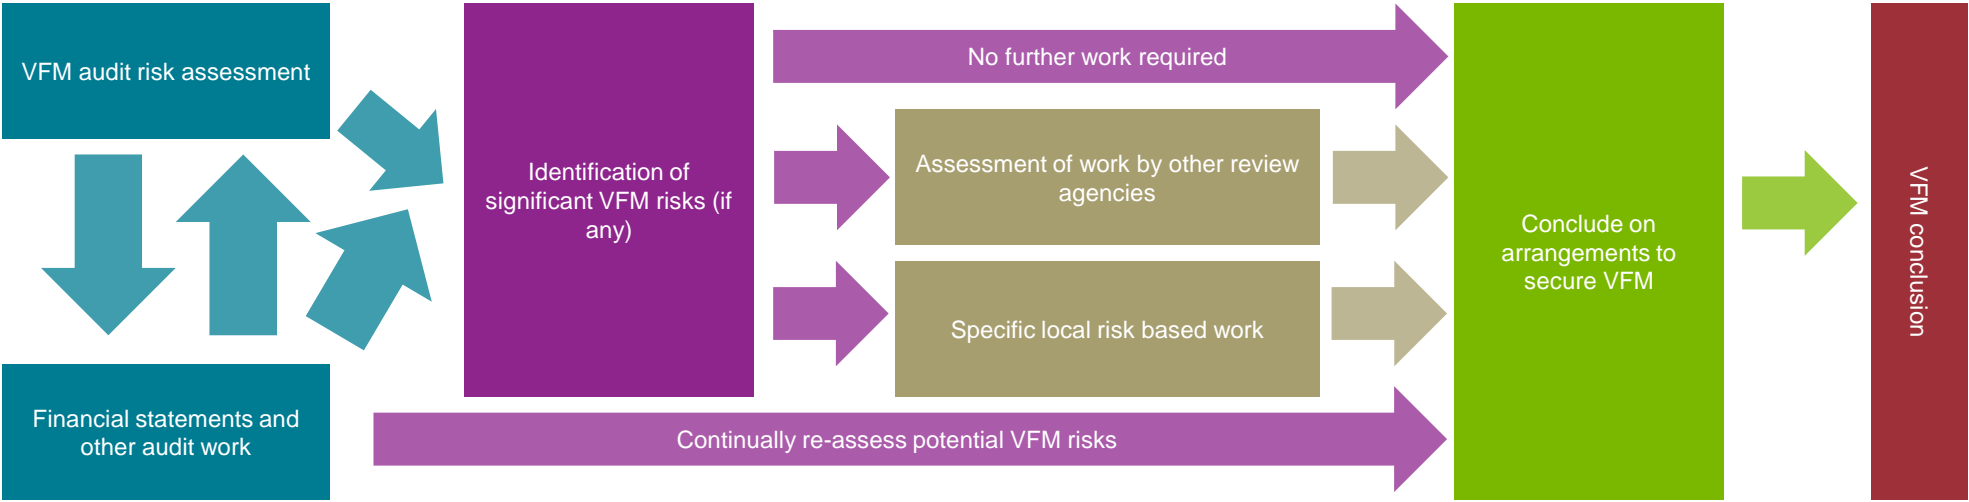 VFM audit risk assessment
Financial statements and
other audit work
Identification of
significant VFM risks (if
any)
No further work required
Assessment of work by other review
agencies
Specific local risk based work
Continually re-assess potential VFM risks
Conclude on
arrangements to
secure VFM
VFM conclusion